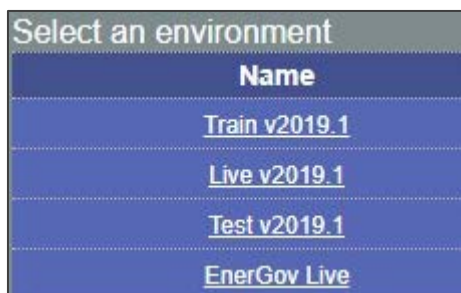 Select an environment
Name
Train v2019.1
Live v2019.1
Test v2019.1
EnerGov Live